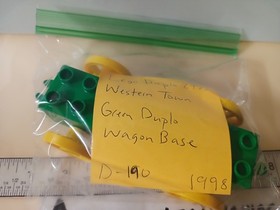 Western Town
Green Duplo
Wagon Base
D-190 1998